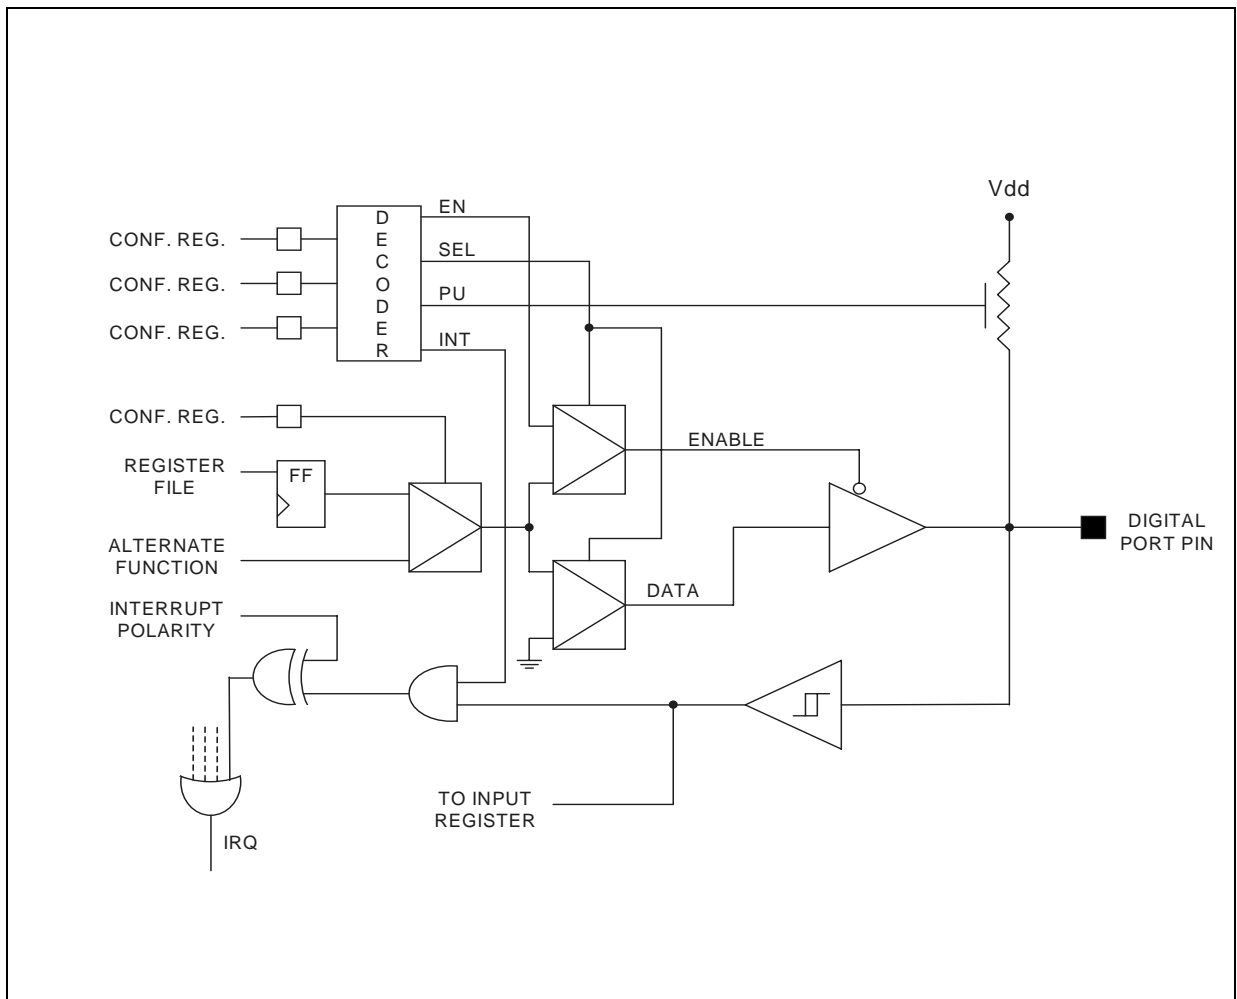 Vdd
D
E
C
O
D
E
R
EN
SEL
PU
INT
CONF. REG.
CONF. REG.
CONF. REG.
CONF. REG.
REGISTER
FILE
FF
ALTERNATE
FUNCTION
INTERRUPT
POLARITY
ENABLE
DATA
DIGITAL
PORT PIN
TO INPUT
REGISTER
IRQ